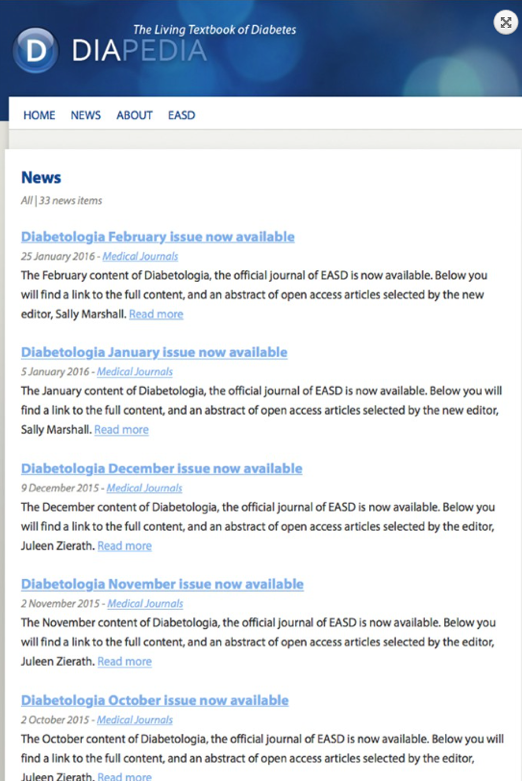 The Living Textbook of Diabetes
D DIAPEDIA
HOME NEWS ABOUT EASD
News
All | 33 news items
Diabetologia February issue now available
25 January 2016 - Medical Journals
The February content of Diabetologia, the official journal of EASD is now available. Below you
will find a link to the full content, and an abstract of open access articles selected by the new
editor, Sally Marshall. Read more
Diabetologia January issue now available
5 January 2016 - Medical Journals
The January content of Diabetologia, the official journal of EASD is now available. Below you will
find a link to the full content, and an abstract of open access articles selected by the new editor,
Sally Marshall. Read more
Diabetologia December issue now available
9 December 2015 - Medical Journals
The December content of Diabetologia, the official journal of EASD is now available. Below you
will find a link to the full content, and an abstract of open access articles selected by the editor,
Juleen Zierath. Read more
Diabetologia November issue now available
2 November 2015 - Medical Journals
The November content of Diabetologia, the official journal of EASD is now available. Below you
will find a link to the full content, and an abstract of open access articles selected by the editor,
Juleen Zierath. Read more
Diabetologia October issue now available
2 October 2015 - Medical Journals
The October content of Diabetologia, the official journal of EASD is now available. Below you will
find a link to the full content, and an abstract of open access articles selected by the editor,
Juleen Zierath. Read more